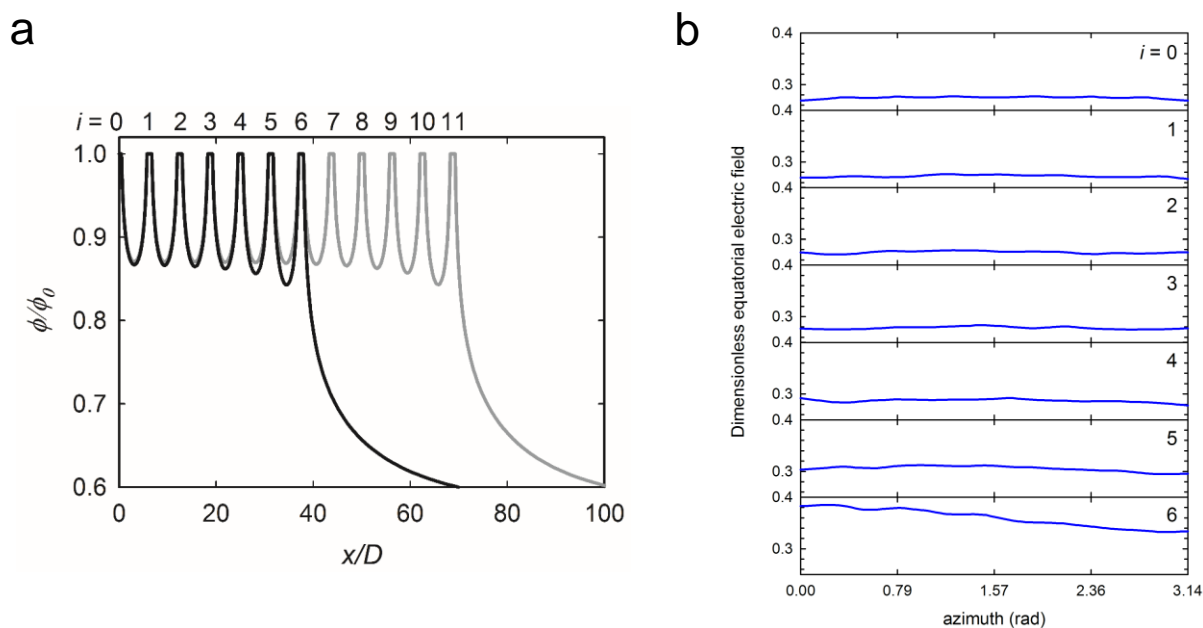 a
i = 0 1 2 3 4 5 6 7 8 9 10 11
1.0
0.9
0.8
0.7
0.6
ϕ/ϕ0
0 20 40 60 80 100
x/D
b
Dimensionless equatorial electric field
0.4
i = 0
0.3
0.4
1
0.3
0.4
2
0.3
0.4
3
0.3
0.4
4
0.3
0.4
5
0.3
0.4
6
0.3
0.00 0.79 1.57 2.36 3.14
azimuth (rad)